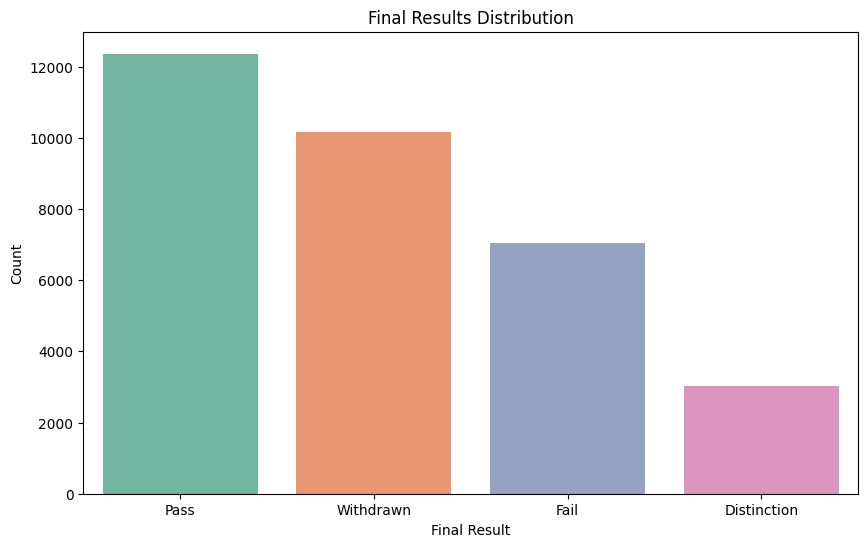 Final Results Distribution
Count
12000
10000
8000
6000
4000
2000
0
Pass Withdrawn Fail Distinction
Final Result